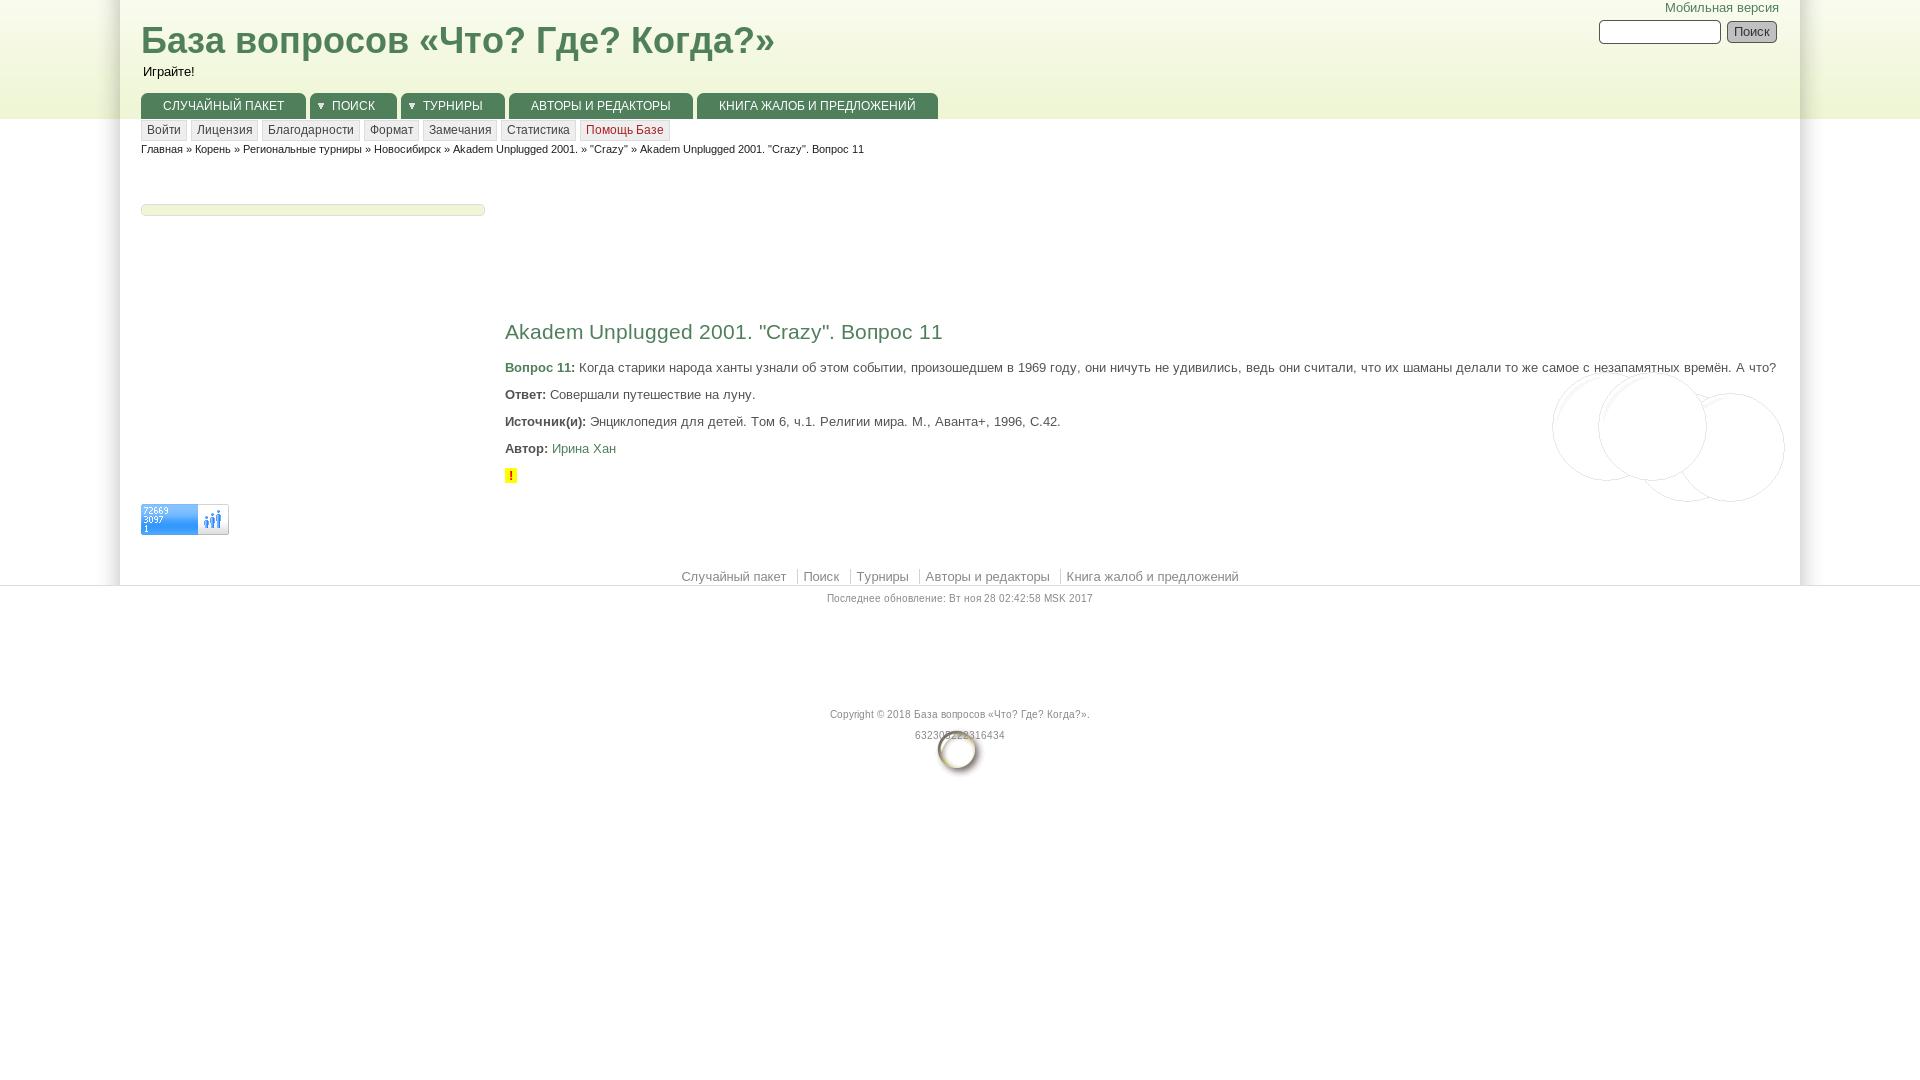 Мобильная версия
База вопросов «Что? Где? Когда?»
Поиск
Играйте!
СЛУЧАЙНЫЙ ПАКЕТ ПОИСК ТУРНИРЫ АВТОРЫ И РЕДАКТОРЫ КНИГА ЖАЛОБ И ПРЕДЛОЖЕНИЙ
Войти Лицензия Благодарности Формат Замечания Статистика Помощь Базе
Главная » Корень » Региональные турниры » Новосибирск » Akadem Unplugged 2001. » "Crazy" » Akadem Unplugged 2001. "Crazy". Вопрос 11
Akadem Unplugged 2001. "Crazy". Вопрос 11
Вопрос 11: Когда старики народа ханты узнали об этом событии, произошедшем в 1969 году, они ничуть не удивились, ведь они считали, что их шаманы делали то же самое с незапамятных времён. А что?
Ответ: Совершали путешествие на луну.
Источник(и): Энциклопедия для детей. Том 6, ч.1. Религии мира. М., Аванта+, 1996, С.42.
Автор: Ирина Хан
!
72669
3097
1
Случайный пакет Поиск Турниры Авторы и редакторы Книга жалоб и предложений
Последнее обновление: Вт ноя 28 02:42:58 MSK 2017
Copyright © 2018 База вопросов «Что? Где? Когда?».